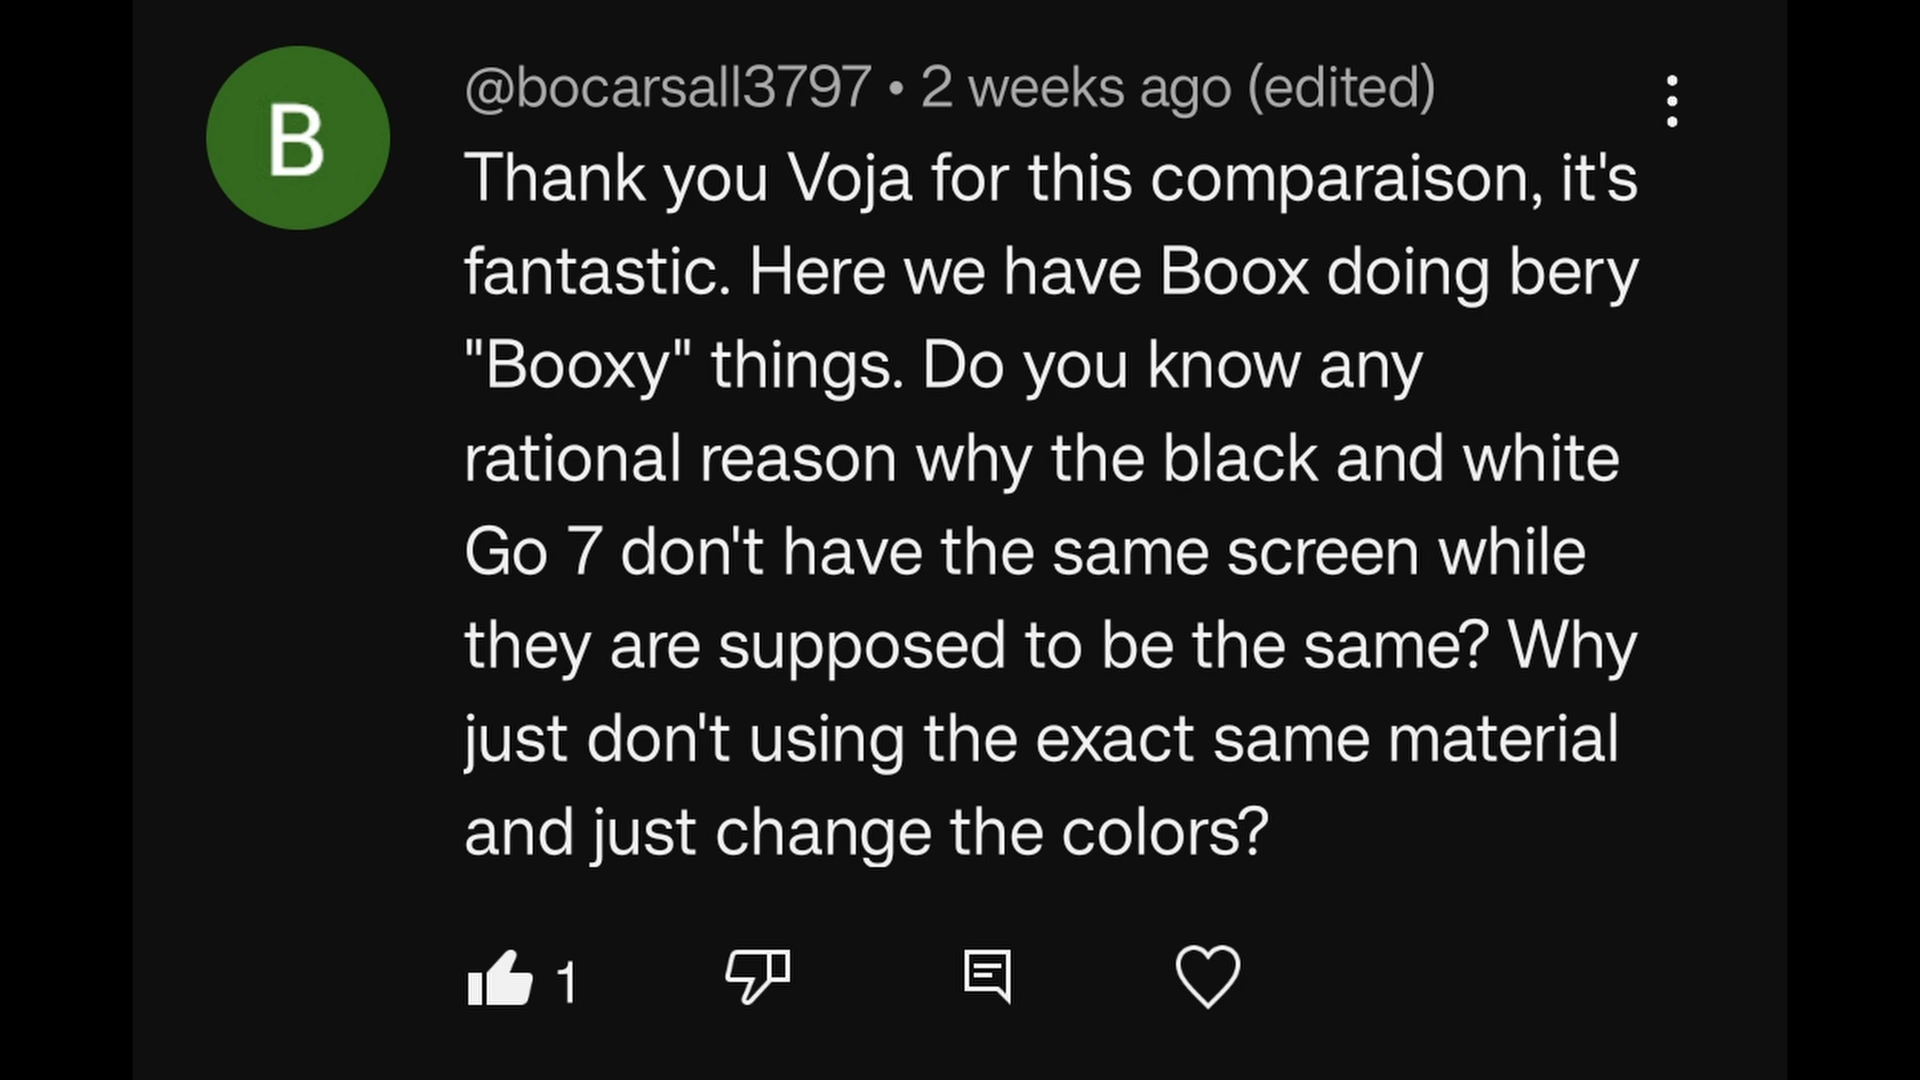 B
@bocarsall3797 • 2 weeks ago (edited)
Thank you Voja for this comparaison, it's
fantastic. Here we have Boox doing bery
"Booxy" things. Do you know any
rational reason why the black and white
Go 7 don't have the same screen while
they are supposed to be the same? Why
just don't using the exact same material
and just change the colors?
1